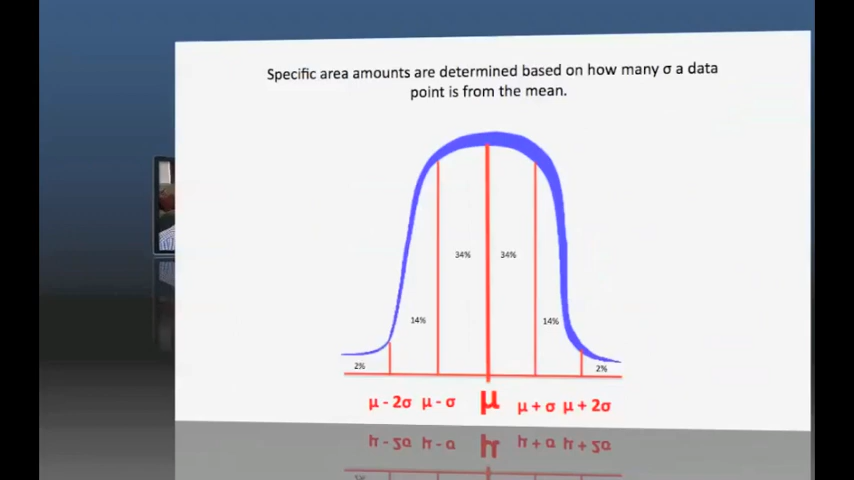 Specific area amounts are determined based on how many σ a data
point is from the mean.
34% 34%
14% 14%
2% 2%
μ - 2σ μ - σ μ μ + σ μ + 2σ